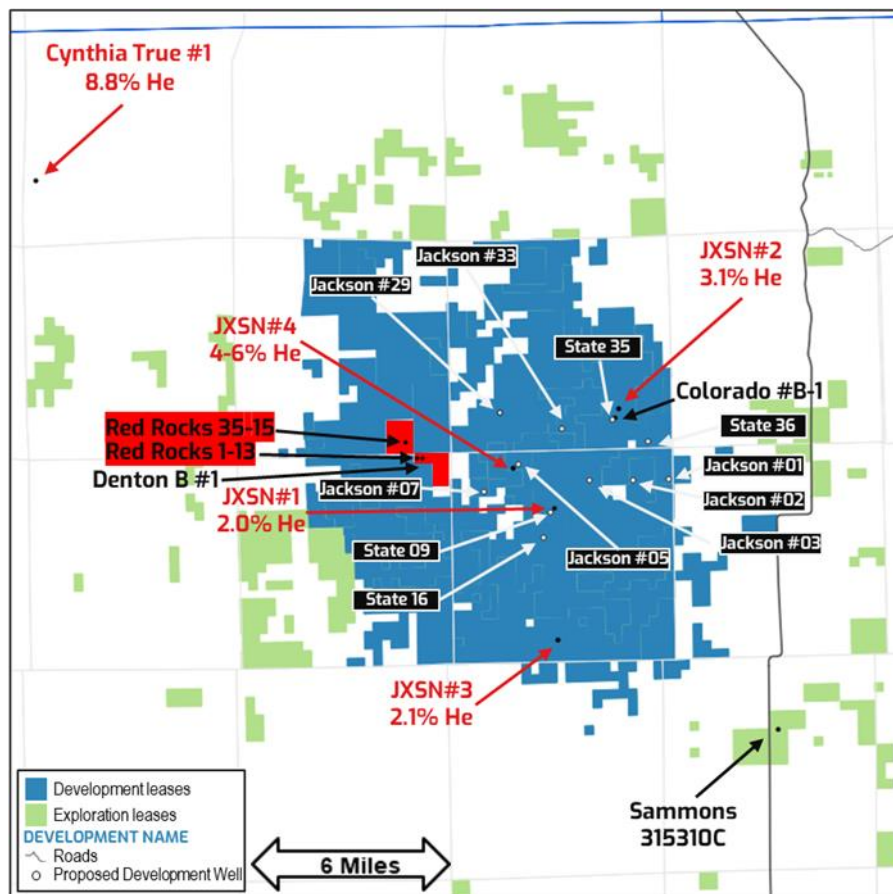 Cynthia True #1
8.8% He
Jackson #33
Jackson #29
JXSN#2
3.1% He
JXSN#4
4-6% He
State 35
Colorado #B-1
Red Rocks 35-15
State 36
Red Rocks 1-13
Denton B #1
Jackson #01
Jackson #07
JXSN#1
2.0% He
Jackson #02
State 09
Jackson #03
Jackson #05
State 16
JXSN#3
2.1% He
Development leases
Exploration leases
DEVELOPMENT NAME
Roads
Proposed Development Well
6 Miles
Sammons
315310C